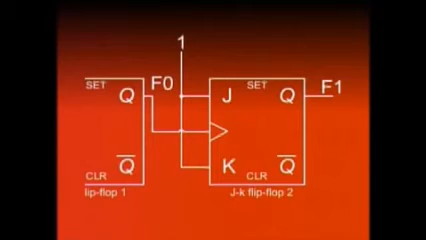 1
SET
Q
F0
J
SET
Q
F1
CLR
Q̅
K
CLR
Q̅
lip-flop 1
J-k flip-flop 2